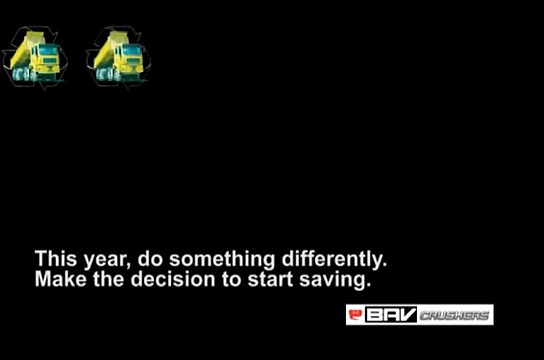 This year, do something differently.
Make the decision to start saving.
BAV CRUSHERS